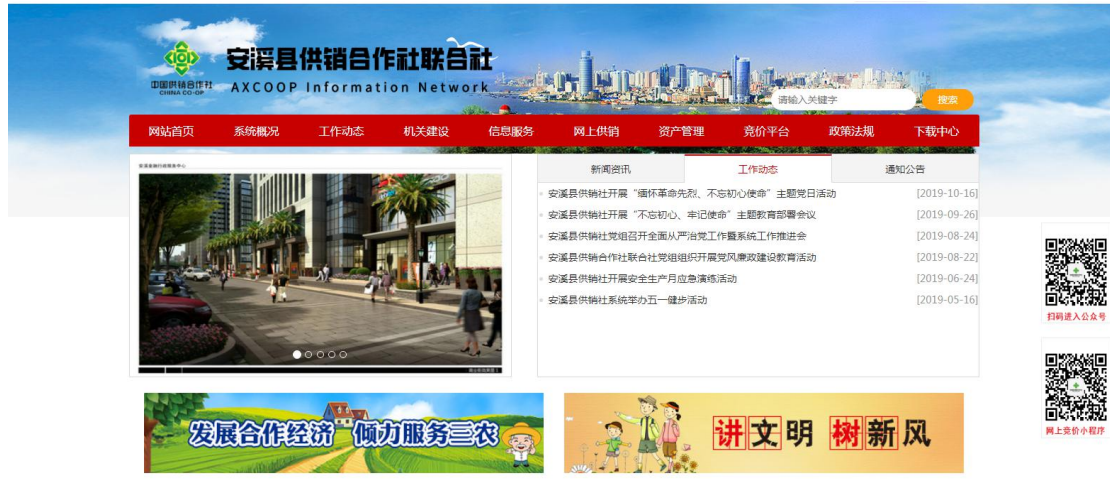 安溪县供销合作社联合社
中国供销合作社
CHINA CO-OP
AXCOOP Information Network
请输入关键字
搜索
网站首页 系统概况 工作动态 机关建设 信息服务 网上供销 资产管理 竞价平台 政策法规 下载中心
新闻资讯 工作动态 通知公告
安溪县供销社开展“缅怀革命先烈、不忘初心使命”主题党日活动 [2019-10-16]
安溪县供销社开展“不忘初心、牢记使命”主题教育部署会议 [2019-09-26]
安溪县供销社党组召开全面从严治党工作暨系统工作推进会 [2019-08-24]
安溪县供销合作社联合社党组组织开展党风廉政建设教育活动 [2019-08-22]
安溪县供销社开展安全生产月应急演练活动 [2019-06-24]
安溪县供销社系统举办五一健步活动 [2019-05-16]
扫码进入公众号
网上竞价小程序
发展合作经济 倾力服务三农
讲文明 树新风